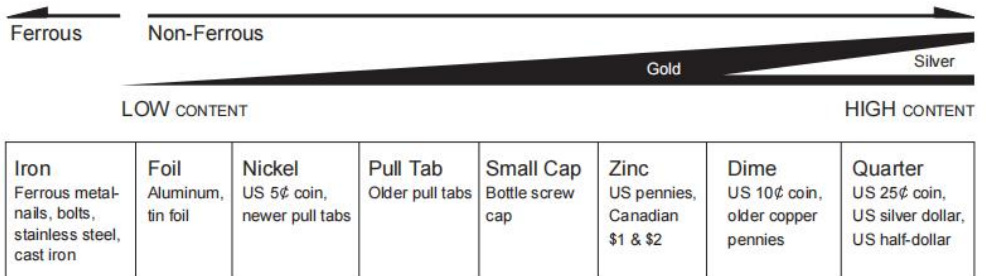 Ferrous Non-Ferrous
Gold
Silver
LOW CONTENT
HIGH CONTENT
Iron
Ferrous metal-
nails, bolts,
stainless steel,
cast iron
Foil
Aluminum,
tin foil
Nickel
US 5¢ coin,
newer pull tabs
Pull Tab
Older pull tabs
Small Cap
Bottle screw
cap
Zinc
US pennies,
Canadian
$1 & $2
Dime
US 10¢ coin,
older copper
pennies
Quarter
US 25¢ coin,
US silver dollar,
US half-dollar